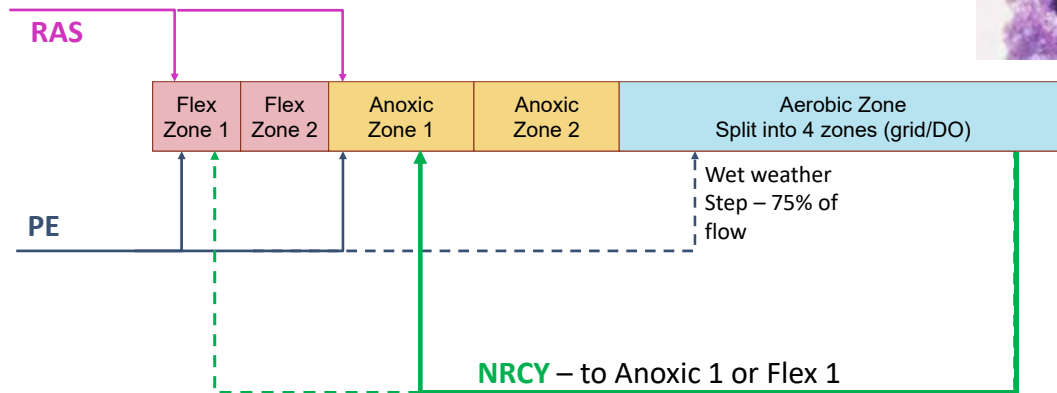 RAS
Flex
Zone 1
Flex
Zone 2
Anoxic
Zone 1
Anoxic
Zone 2
Aerobic Zone
Split into 4 zones (grid/DO)
Wet weather
Step – 75% of
flow
PE
NRCY – to Anoxic 1 or Flex 1